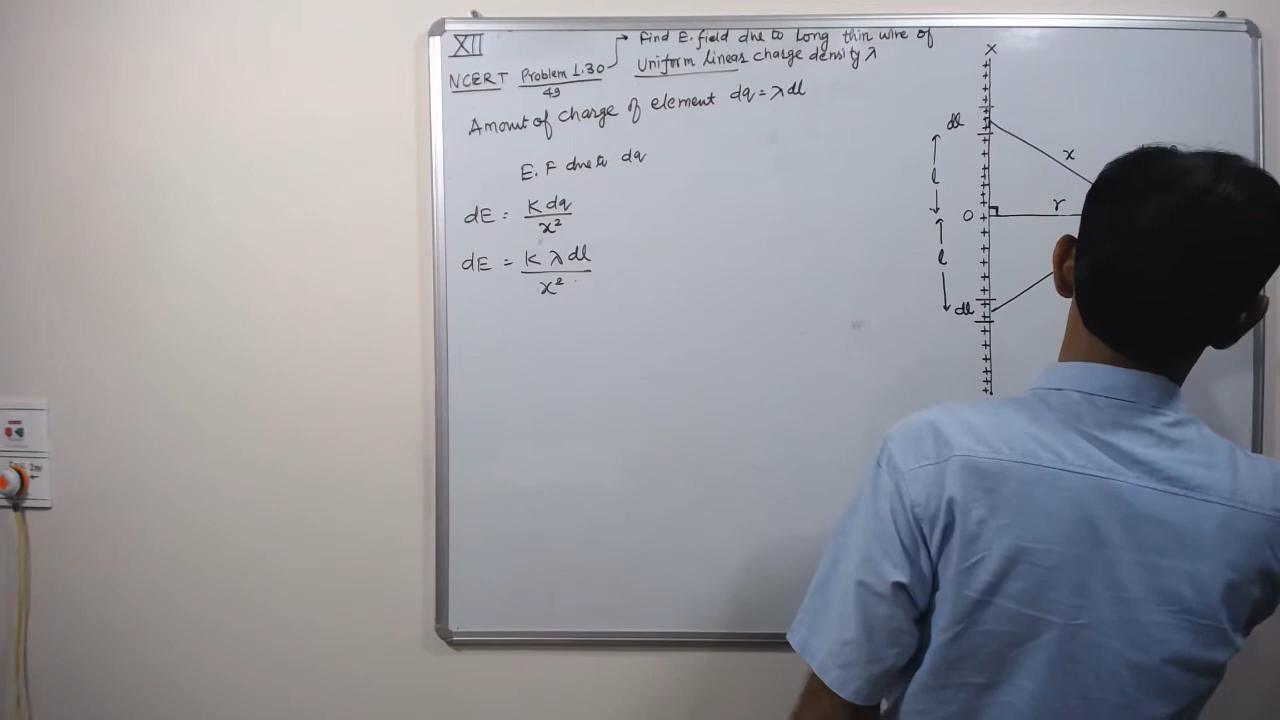 XII
NCERT Problem 1.30
49
→ Find E. field due to Long thin wire of
Uniform linear charge density λ
Amount of charge of element dq = λ dl
E. F due to dq
dE = K dq / x²
dE = K λ dl / x²
X
dl
x
l
r
O
l
dl